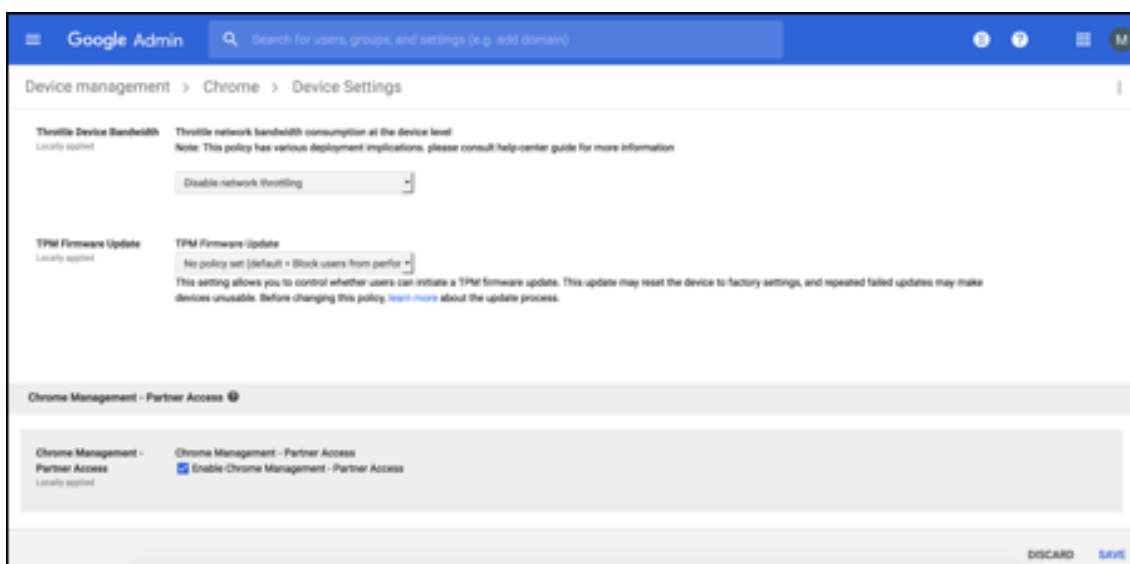 Google Admin
Search for users, groups, and settings (e.g. add domain)
M
Device management > Chrome > Device Settings
Throttle Device Bandwidth
Locally applied
Throttle network bandwidth consumption at the device level
Note: This policy has various deployment implications. please consult help-center guide for more information
Disable network throttling
TPM Firmware Update
Locally applied
TPM Firmware Update
No policy set (default = Block users from perfor
This setting allows you to control whether users can initiate a TPM firmware update. This update may reset the device to factory settings, and repeated failed updates may make
devices unusable. Before changing this policy, learn more about the update process.
Chrome Management - Partner Access
Chrome Management -
Partner Access
Locally applied
Chrome Management - Partner Access
Enable Chrome Management - Partner Access
DISCARD
SAVE